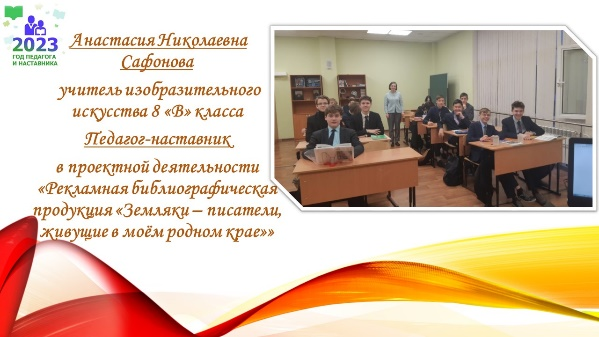 2023
ГОД ПЕДАГОГА
И НАСТАВНИКА
Анастасия Николаевна
Сафонова
учитель изобразительного
искусства 8 «В» класса
Педагог-наставник
в проектной деятельности
«Рекламная библиографическая
продукция «Земляки – писатели,
живущие в моём родном крае»»